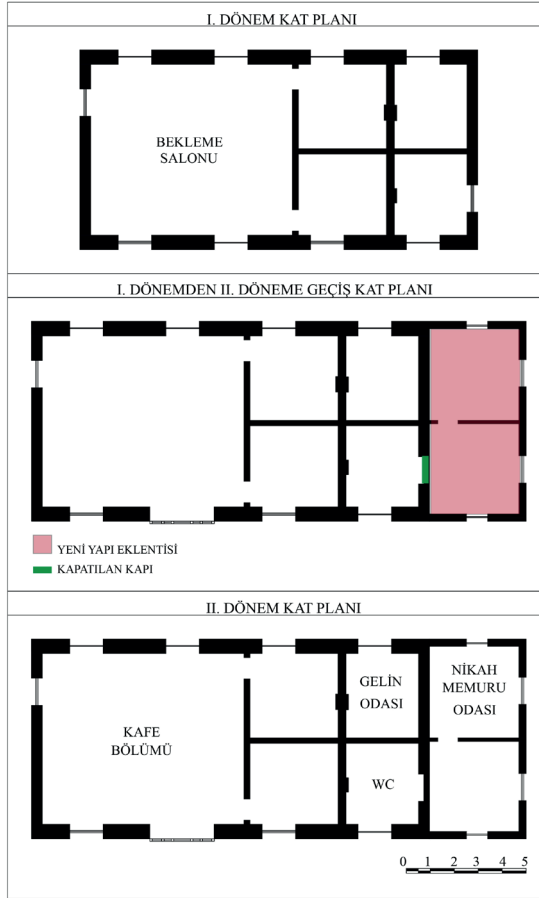 I. DÖNEM KAT PLANI
BEKLEME
SALONU
I. DÖNEMDEN II. DÖNEME GEÇİŞ KAT PLANI
YENİ YAPI EKLENTİSİ
KAPATILAN KAPI
II. DÖNEM KAT PLANI
KAFE
BÖLÜMÜ
GELİN
ODASI
WC
NİKAH
MEMURU
ODASI
0 1 2 3 4 5